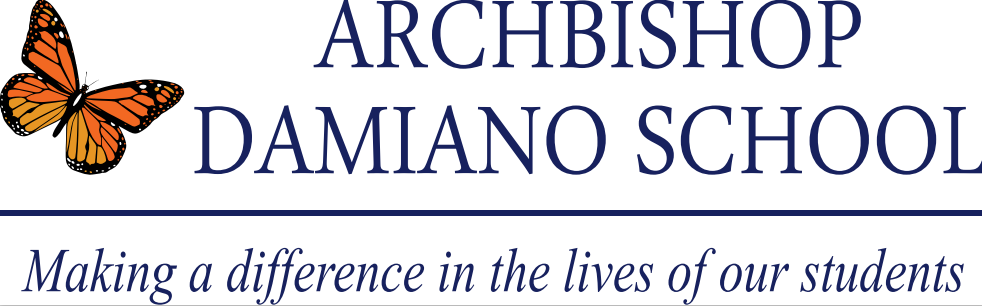 ARCHBISHOP
DAMIANO SCHOOL
Making a difference in the lives of our students